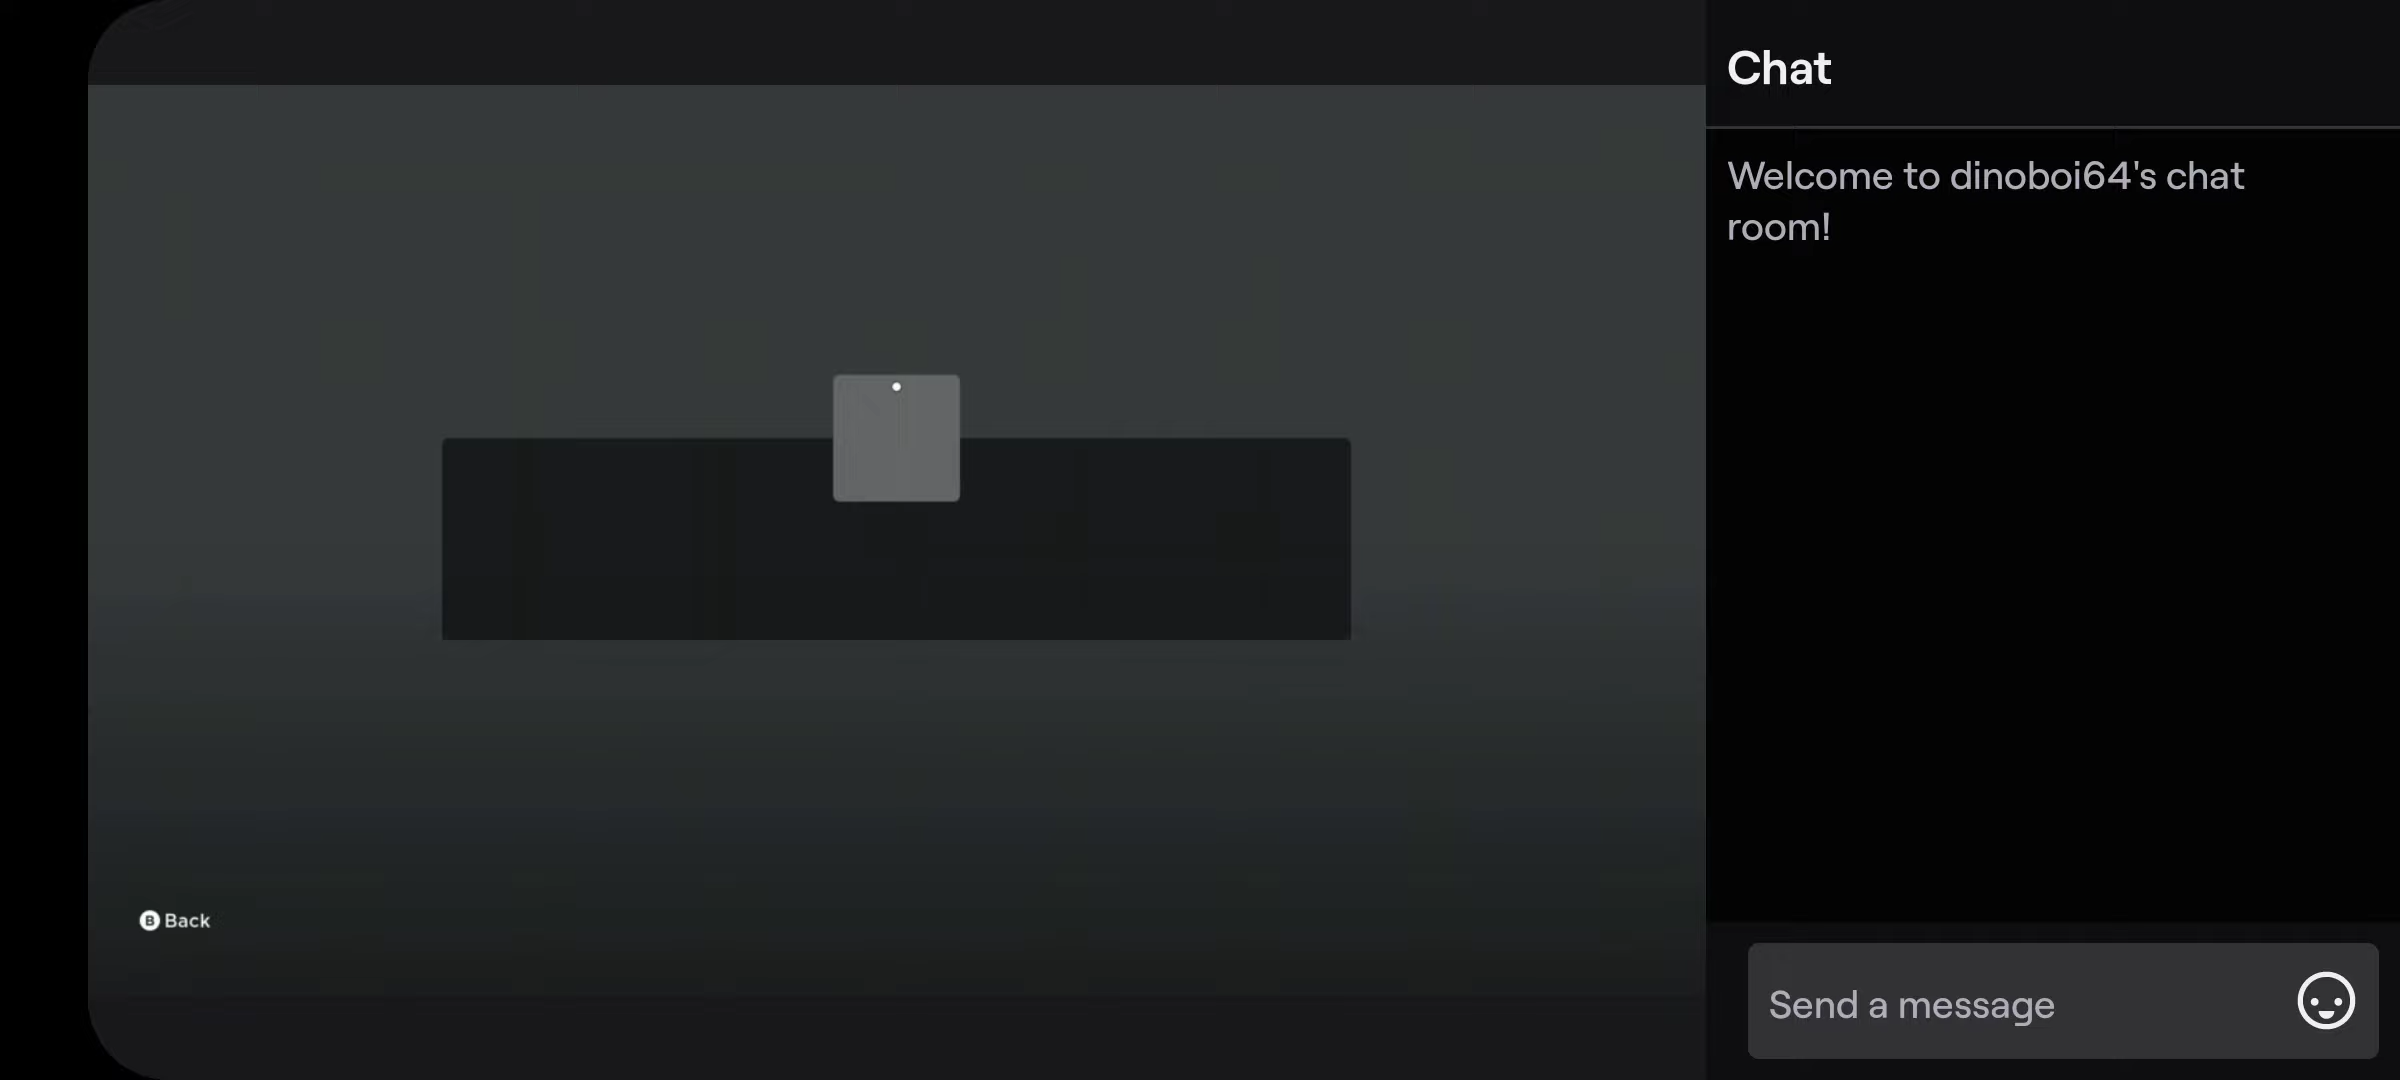 Chat
Welcome to dinoboi64's chat
room!
B Back
Send a message